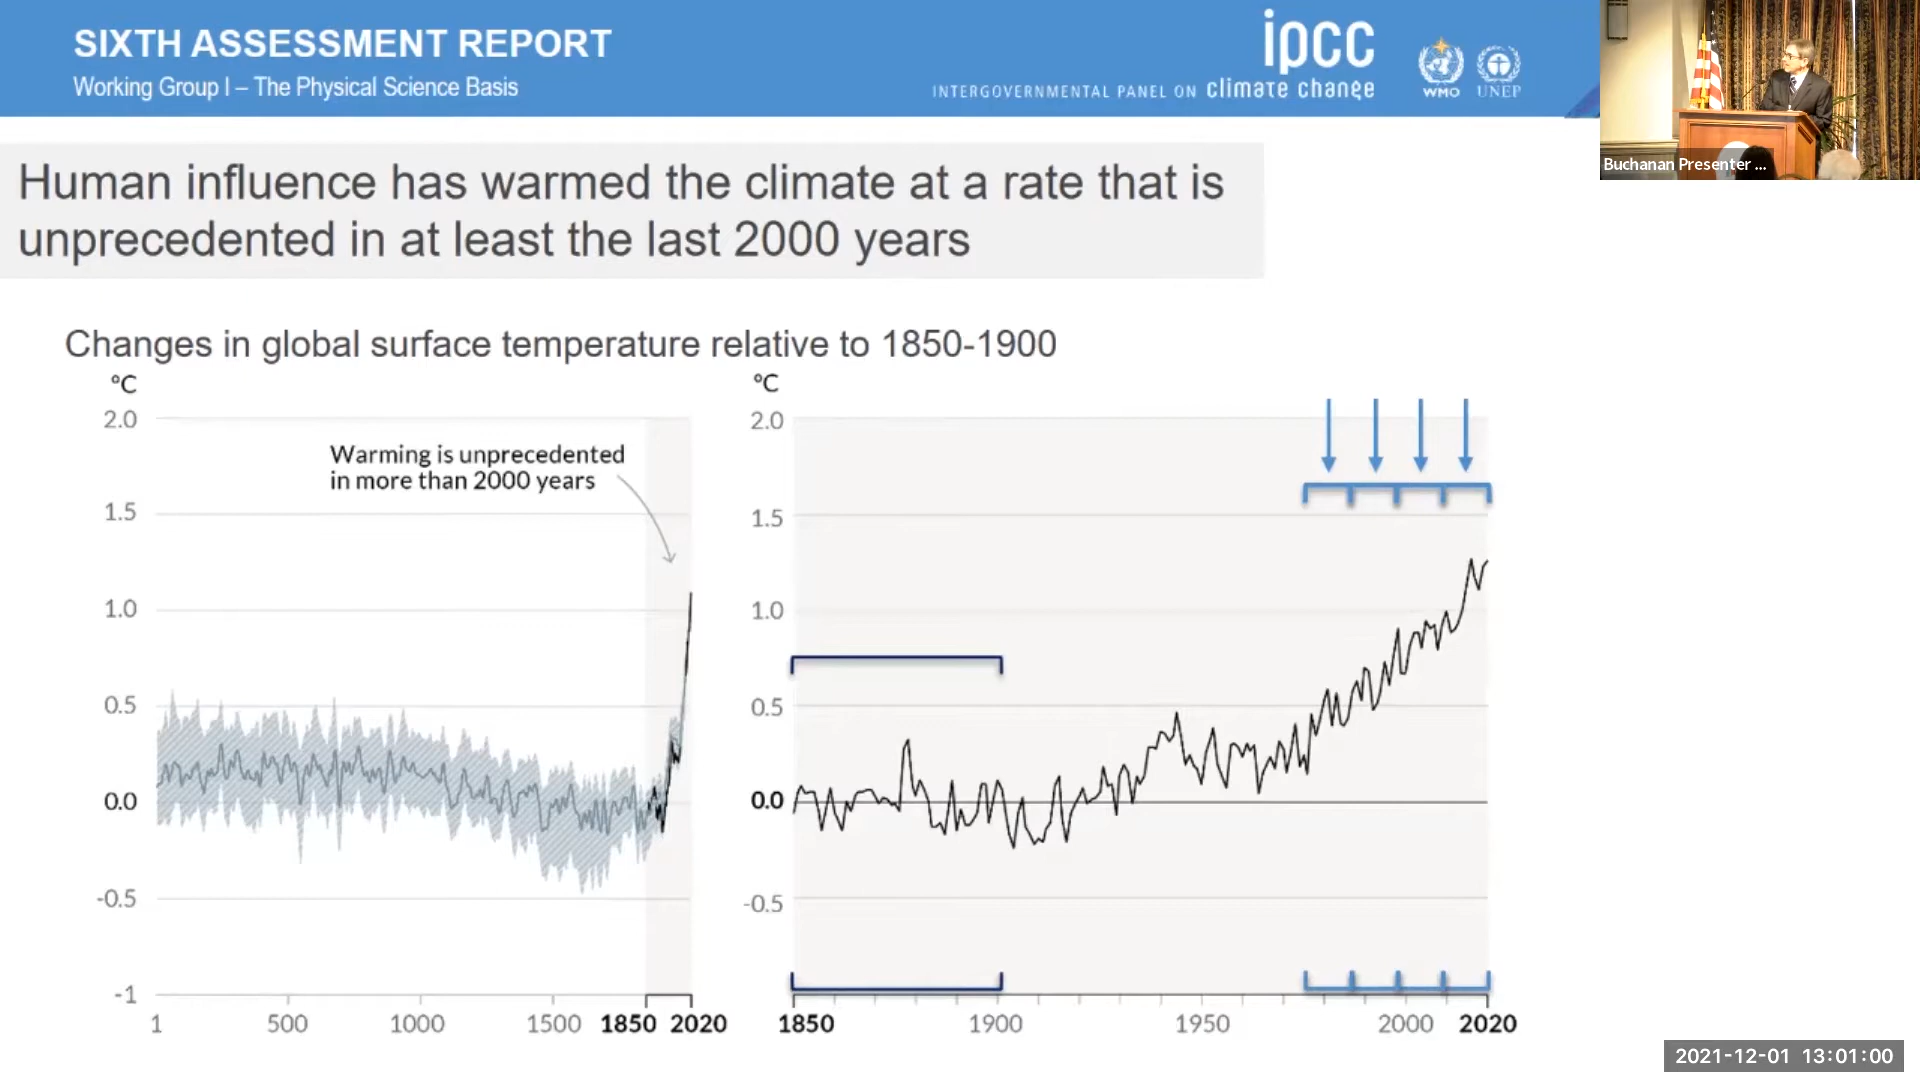 SIXTH ASSESSMENT REPORT
Working Group I – The Physical Science Basis
ipcc
INTERGOVERNMENTAL PANEL ON climate change
WMO UNEP
Buchanan Presenter ...
Human influence has warmed the climate at a rate that is
unprecedented in at least the last 2000 years
Changes in global surface temperature relative to 1850-1900
°C
2.0
1.5
1.0
0.5
0.0
-0.5
-1
Warming is unprecedented
in more than 2000 years
1 500 1000 1500 1850 2020
°C
2.0
1.5
1.0
0.5
0.0
-0.5
1850 1900 1950 2000 2020
2021-12-01 13:01:00